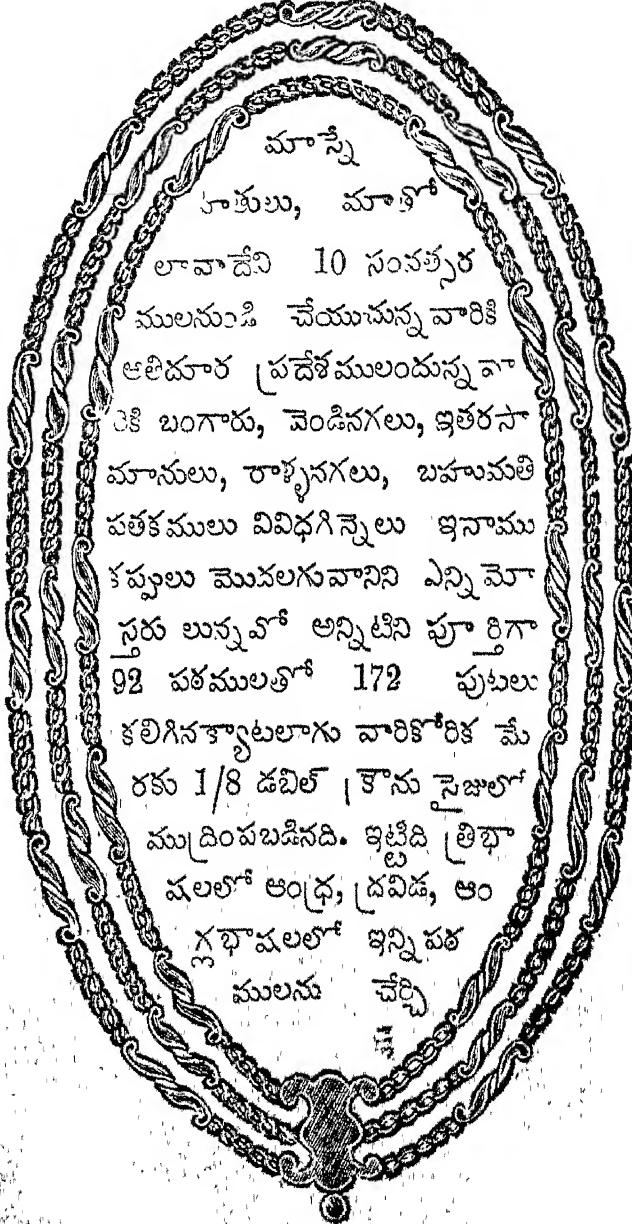 మాస్నే
హితులు, మాతో
లావాదేవి 10 సంవత్సర
ములనుండి చేయుచున్న వారికి
అతిదూర ప్రదేశములందున్న వా
రికి బంగారు, వెండినగలు, ఇతరసా
మానులు, రాళ్ళనగలు, బహుమతి
పతకములు వివిధగిన్నెలు ఇనాము
కప్పులు మొదలగువానిని ఎన్ని మో
స్తరు లున్నవో అన్నిటిని పూర్తిగా
92 పఠములతో 172 పుటలు
కలిగినక్యాటలాగు వారికోరిక మే
రకు 1/8 డబిల్ క్రౌను సైజులో
ముద్రింపబడినది. ఇట్టిది త్రిభా
షలలో ఆంధ్ర, ద్రవిడ, ఆం
గ్లభాషలలో ఇన్ని పఠ
ములను చేర్చి